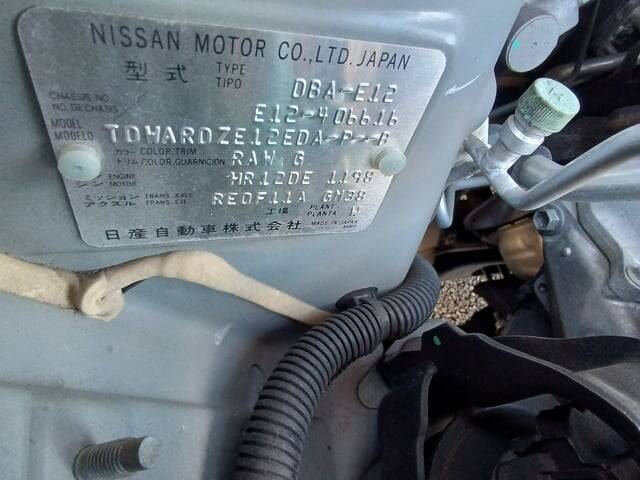 NISSAN MOTOR CO., LTD. JAPAN
型式 TYPE TIPO DBA-E12
CHASSIS NO. NO. DE CHASIS E12-406616
MODEL MODELO TDWARDZE12EDA-P--B
カラー トリム COLOR, TRIM COLOR, GUARNICION RAW G
エンジン ENGINE MOTOR HR12DE 1198
ミッション アクスル TRANS. AXLE TRANS. EJE RE0F11A GM38
工場 PLANT PLANTA
日産自動車株式会社 MADE IN JAPAN